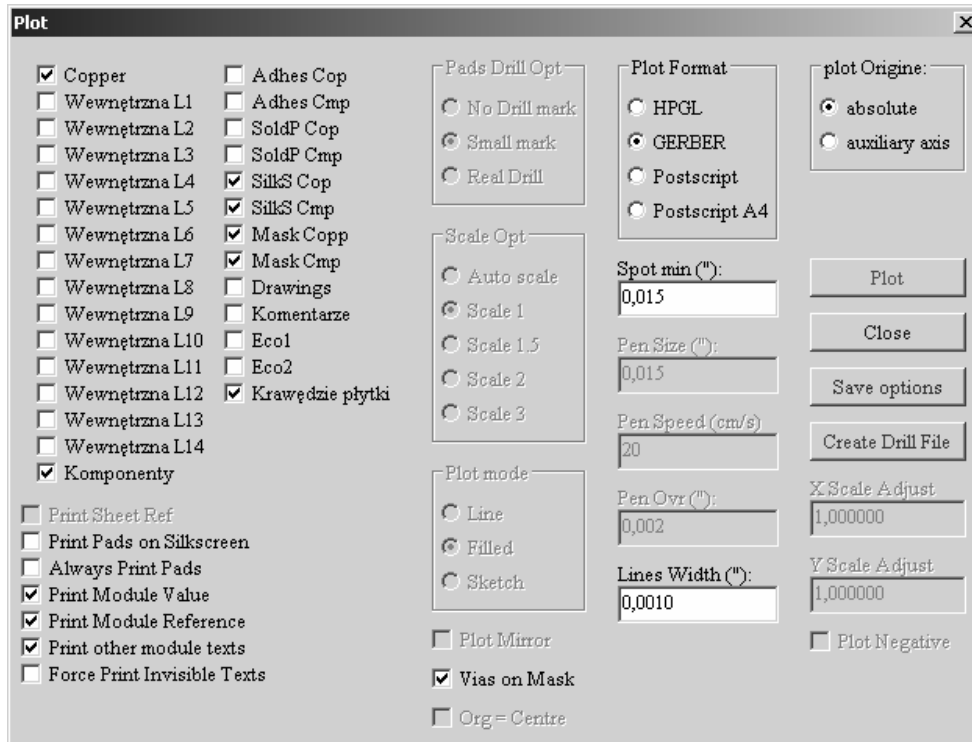 Plot
Copper
Wewnętrzna L1
Wewnętrzna L2
Wewnętrzna L3
Wewnętrzna L4
Wewnętrzna L5
Wewnętrzna L6
Wewnętrzna L7
Wewnętrzna L8
Wewnętrzna L9
Wewnętrzna L10
Wewnętrzna L11
Wewnętrzna L12
Wewnętrzna L13
Wewnętrzna L14
Komponenty
Adhes Cop
Adhes Cmp
SoldP Cop
SoldP Cmp
SilkS Cop
SilkS Cmp
Mask Copp
Mask Cmp
Drawings
Komentarze
Eco1
Eco2
Krawędzie płytki
Print Sheet Ref
Print Pads on Silkscreen
Always Print Pads
Print Module Value
Print Module Reference
Print other module texts
Force Print Invisible Texts
Pads Drill Opt
No Drill mark
Small mark
Real Drill
Scale Opt
Auto scale
Scale 1
Scale 1.5
Scale 2
Scale 3
Plot mode
Line
Filled
Sketch
Plot Mirror
Vias on Mask
Org = Centre
Plot Format
HPGL
GERBER
Postscript
Postscript A4
Spot min ("):
0,015
Pen Size ("):
0,015
Pen Speed (cm/s)
20
Pen Ovr ("):
0,002
Lines Width ("):
0,0010
plot Origine:
absolute
auxiliary axis
Plot
Close
Save options
Create Drill File
X Scale Adjust
1,000000
Y Scale Adjust
1,000000
Plot Negative